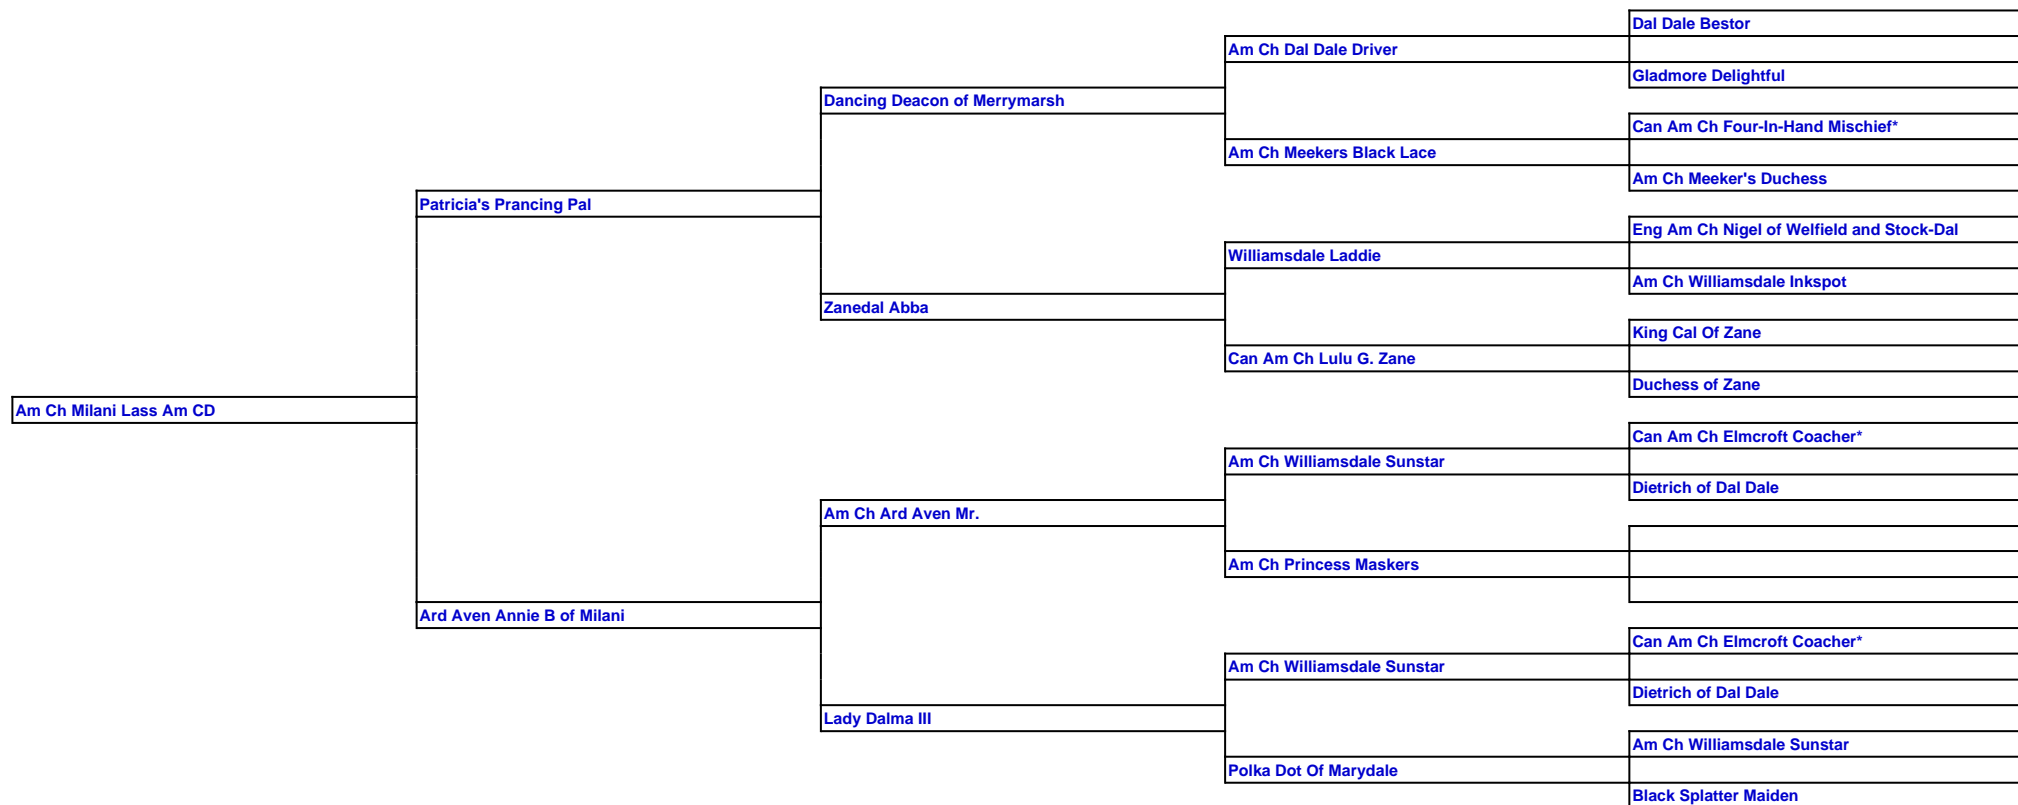 Dal Dale Bestor
Am Ch Dal Dale Driver
Gladmore Delightful
Dancing Deacon of Merrymarsh
Can Am Ch Four-In-Hand Mischief*
Am Ch Meekers Black Lace
Am Ch Meeker's Duchess
Patricia's Prancing Pal
Eng Am Ch Nigel of Welfield and Stock-Dal
Williamsdale Laddie
Am Ch Williamsdale Inkspot
Zanedal Abba
King Cal Of Zane
Can Am Ch Lulu G. Zane
Duchess of Zane
Am Ch Milani Lass Am CD
Can Am Ch Elmcroft Coacher*
Am Ch Williamsdale Sunstar
Dietrich of Dal Dale
Am Ch Ard Aven Mr.
Am Ch Princess Maskers
Ard Aven Annie B of Milani
Can Am Ch Elmcroft Coacher*
Am Ch Williamsdale Sunstar
Dietrich of Dal Dale
Lady Dalma III
Am Ch Williamsdale Sunstar
Polka Dot Of Marydale
Black Splatter Maiden